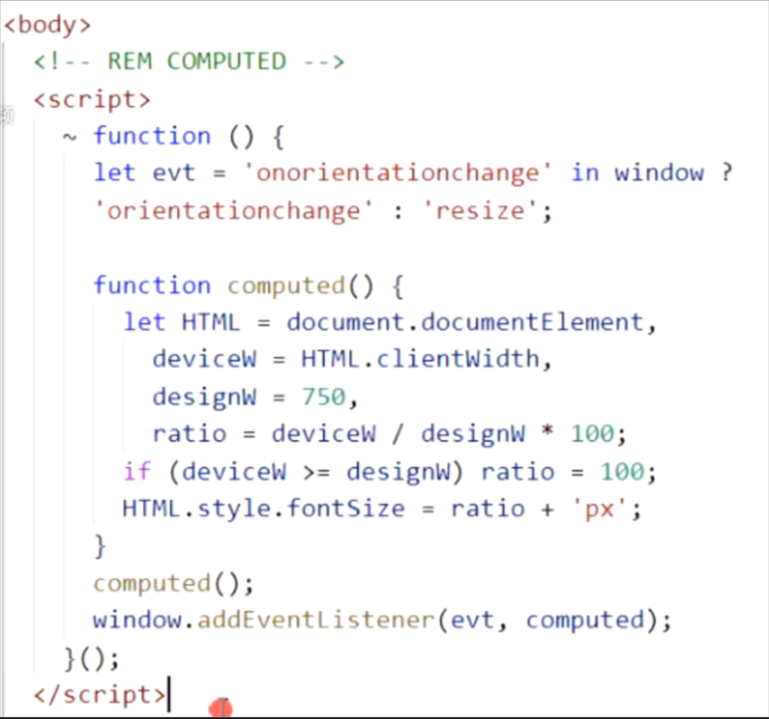 <body>
<!-- REM COMPUTED -->
<script>
~ function () {
let evt = 'onorientationchange' in window ?
'orientationchange' : 'resize';
function computed() {
let HTML = document.documentElement,
deviceW = HTML.clientWidth,
designW = 750,
ratio = deviceW / designW * 100;
if (deviceW >= designW) ratio = 100;
HTML.style.fontSize = ratio + 'px';
}
computed();
window.addEventListener(evt, computed);
}();
</script>